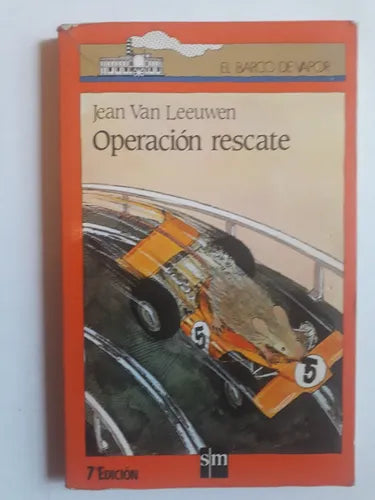 EL BARCO DE VAPOR
Jean Van Leeuwen
Operación rescate
5
5
7ª EDICIÓN
sm